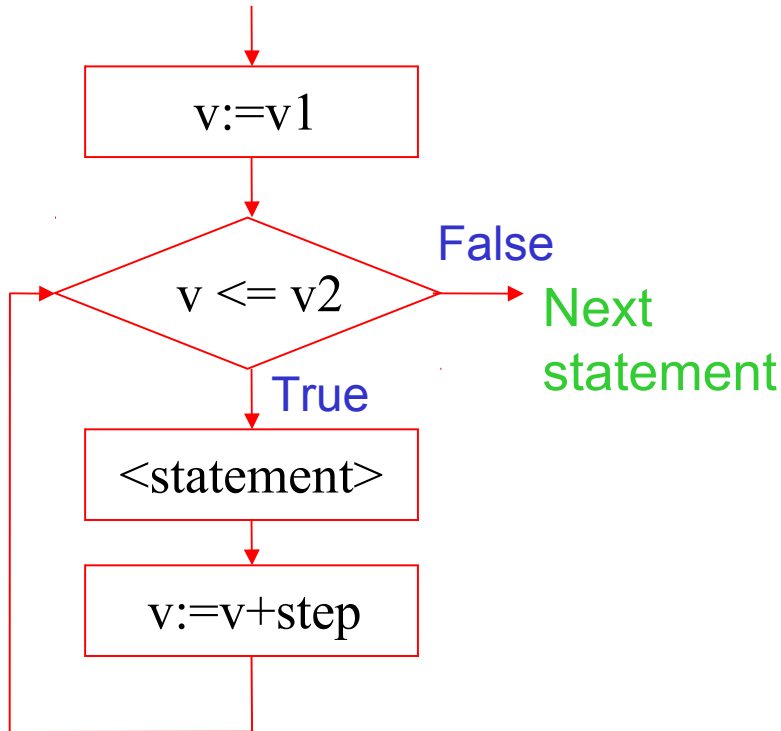 v:=v1
False
v <= v2
Next
statement
True
<statement>
v:=v+step